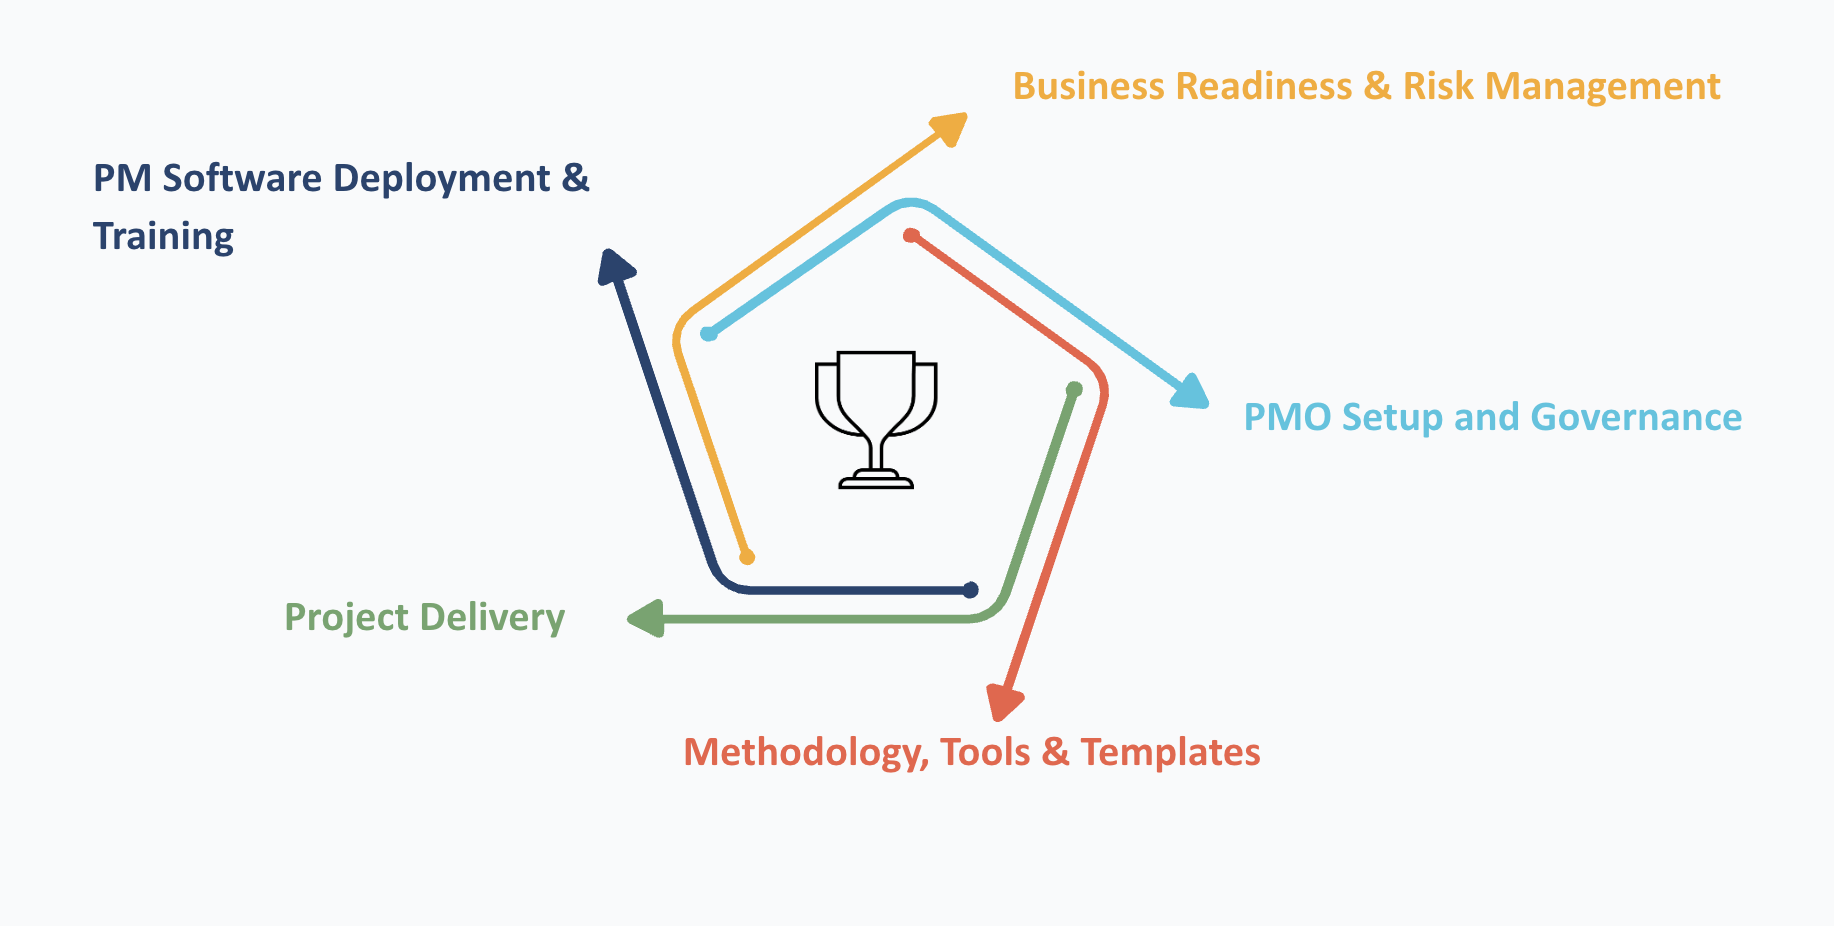 Business Readiness & Risk Management
PM Software Deployment &
Training
PMO Setup and Governance
Project Delivery
Methodology, Tools & Templates